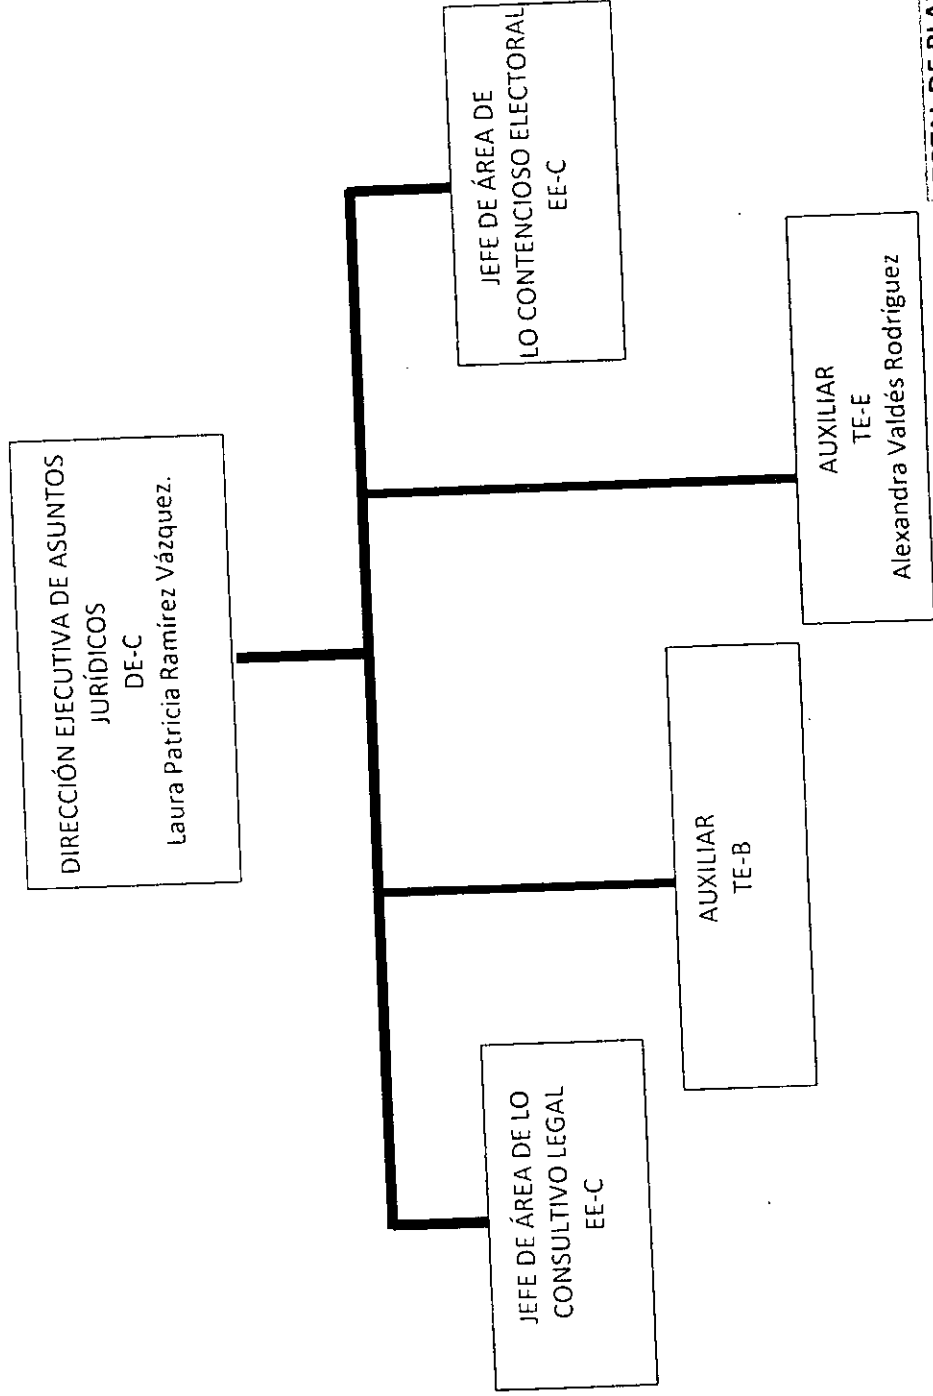 DIRECCIÓN EJECUTIVA DE ASUNTOS
JURÍDICOS
DE-C
Laura Patricia Ramírez Vázquez.
JEFE DE ÁREA DE LO
CONSULTIVO LEGAL
EE-C
AUXILIAR
TE-B
AUXILIAR
TE-E
Alexandra Valdés Rodríguez
JEFE DE ÁREA DE
LO CONTENCIOSO ELECTORAL
EE-C